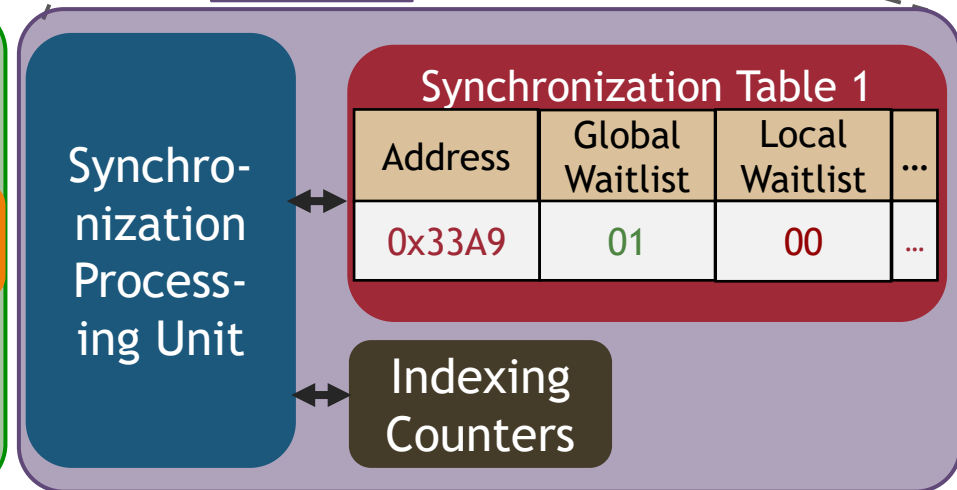 Synchro-
nization
Process-
ing Unit
Synchronization Table 1
Address
Global
Waitlist
Local
Waitlist
...
0x33A9
01
00
...
Indexing
Counters